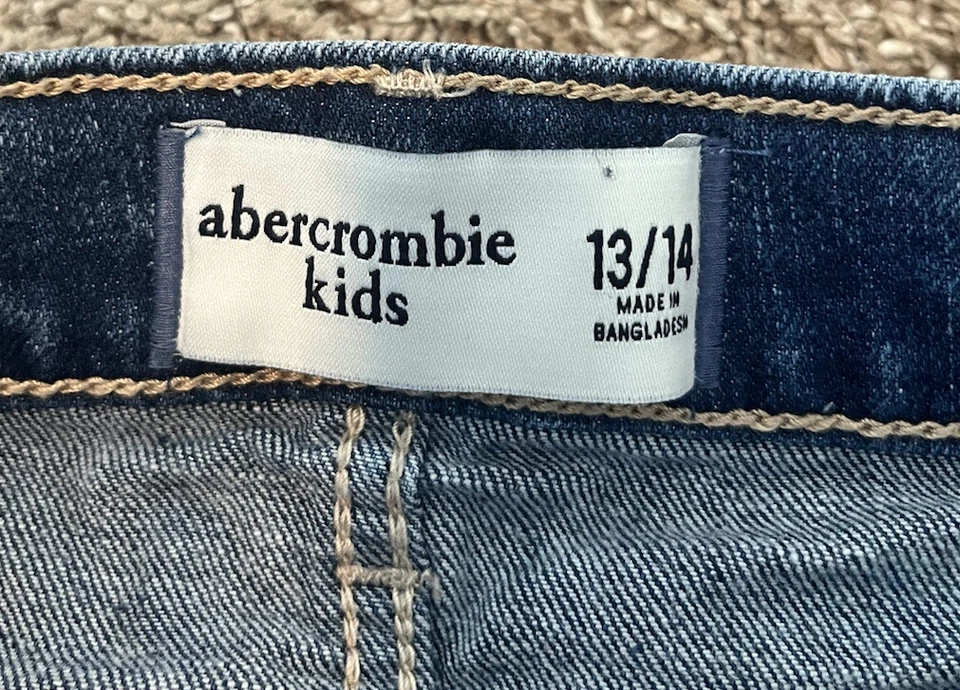 abercrombie
kids
13/14
MADE IN
BANGLADESH